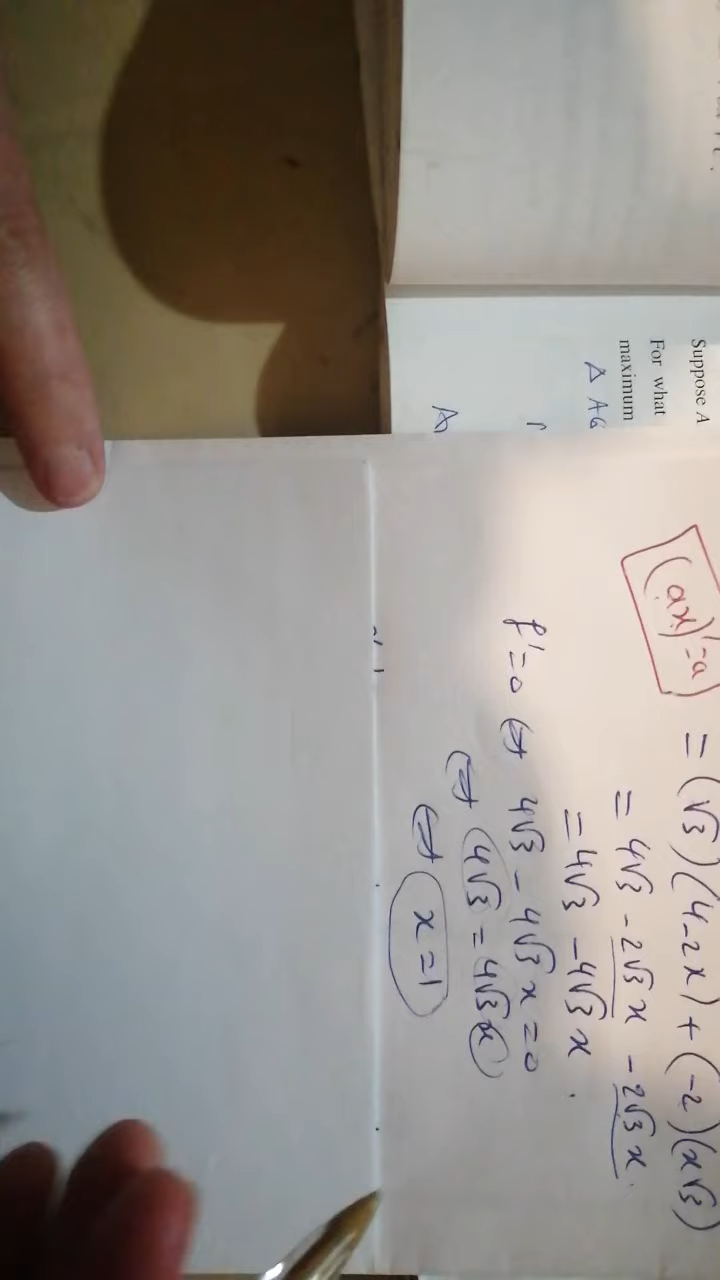 Suppose A
For what
maximum
Δ AG
A
(ax)'=a
= (√3)(4-2x) + (-2)(x√3)
= 4√3 - 2√3 x - 2√3 x.
= 4√3 - 4√3 x.
f'=0 ⇔ 4√3 - 4√3 x = 0
⇔ 4√3 = 4√3 x
⇔ x = 1